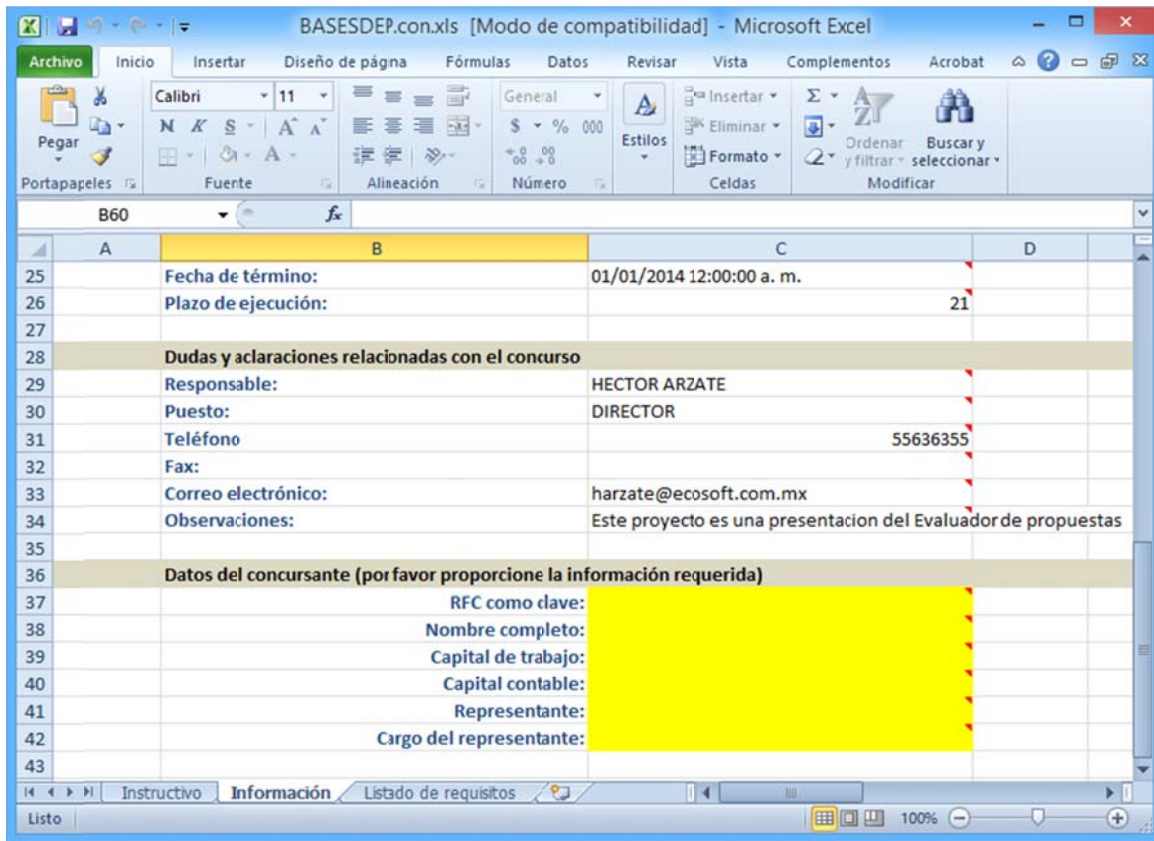 BASESDEP.con.xls [Modo de compatibilidad] - Microsoft Excel
Archivo Inicio Insertar Diseño de página Fórmulas Datos Revisar Vista Complementos Acrobat
Pegar
Portapapeles
Calibri 11
N K S A A
A
Fuente
Alineación
General
$ % 000
Número
Estilos
Insertar
Eliminar
Formato
Celdas
Σ
Ordenar y filtrar
Buscar y seleccionar
Modificar
B60 fx
A B C D
25 Fecha de término: 01/01/2014 12:00:00 a. m.
26 Plazo de ejecución: 21
27
28 Dudas y aclaraciones relacionadas con el concurso
29 Responsable: HECTOR ARZATE
30 Puesto: DIRECTOR
31 Teléfono 55636355
32 Fax:
33 Correo electrónico: harzate@ecosoft.com.mx
34 Observaciones: Este proyecto es una presentacion del Evaluador de propuestas
35
36 Datos del concursante (por favor proporcione la información requerida)
37 RFC como clave:
38 Nombre completo:
39 Capital de trabajo:
40 Capital contable:
41 Representante:
42 Cargo del representante:
43
Instructivo Información Listado de requisitos
Listo 100%